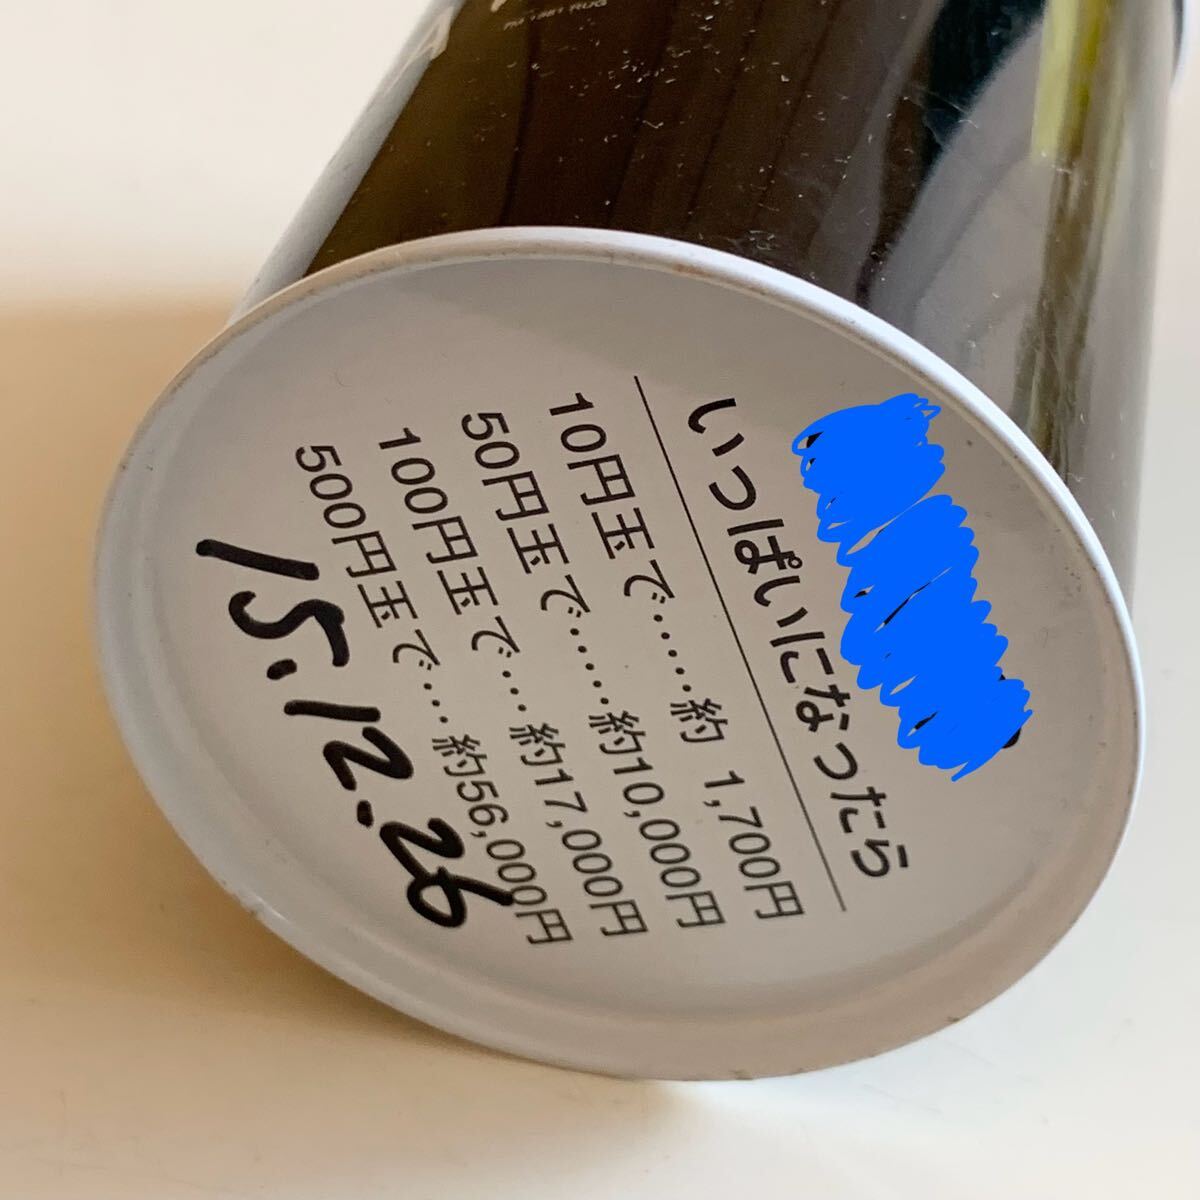 いっぱいになったら
10円玉で……約 1,700円
50円玉で……約10,000円
100円玉で…約17,000円
500円玉で…約56,000円
15.12.26